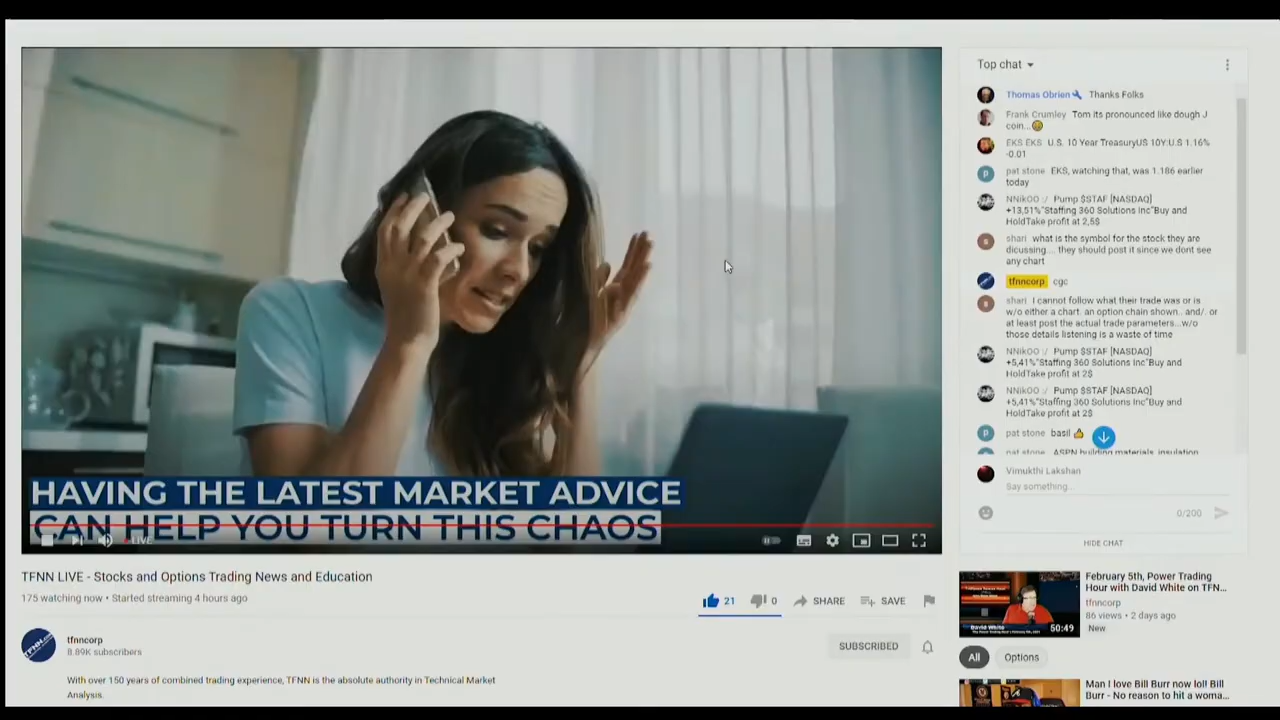 HAVING THE LATEST MARKET ADVICE
CAN HELP YOU TURN THIS CHAOS
LIVE
TFNN LIVE - Stocks and Options Trading News and Education
175 watching now • Started streaming 4 hours ago
21
0
SHARE
SAVE
TFNN.COM
tfnncorp
8.89K subscribers
SUBSCRIBED
With over 150 years of combined trading experience, TFNN is the absolute authority in Technical Market
Analysis.
Top chat
Thomas Obrien Thanks Folks
Frank Crumley Tom its pronounced like dough J
coin...
EKS EKS U.S. 10 Year TreasuryUS 10Y:U.S 1.16%
-0.01
pat stone EKS, watching that, was 1.186 earlier
today
NNikOO :/ Pump $STAF [NASDAQ]
+13,51%"Staffing 360 Solutions Inc"Buy and
HoldTake profit at 2,5$
shari what is the symbol for the stock they are
dicussing.... they should post it since we dont see
any chart
tfnncorp cgc
shari I cannot follow what their trade was or is
w/o either a chart. an option chain shown.. and/. or
at least post the actual trade parameters...w/o
those details listening is a waste of time
NNikOO :/ Pump $STAF [NASDAQ]
+5,41%"Staffing 360 Solutions Inc"Buy and
HoldTake profit at 2$
NNikOO :/ Pump $STAF [NASDAQ]
+5,41%"Staffing 360 Solutions Inc"Buy and
HoldTake profit at 2$
pat stone basil
pat stone ASPN building materials, insulation
Vimukthi Lakshan
Say something...
0/200
HIDE CHAT
David White
50:49
February 5th, Power Trading
Hour with David White on TFN...
tfnncorp
86 views • 2 days ago
New
All
Options
Man I love Bill Burr now lol! Bill
Burr - No reason to hit a woma...